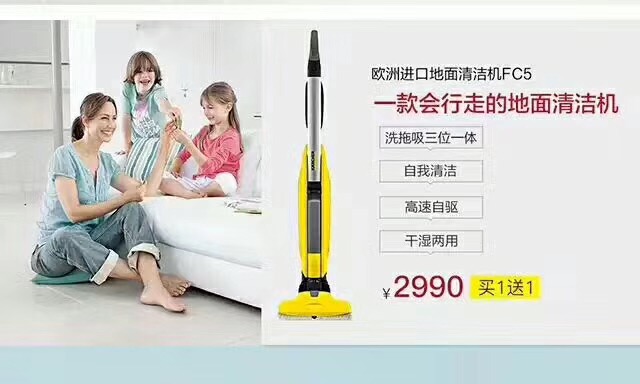 欧洲进口地面清洁机FC5
一款会行走的地面清洁机
洗拖吸三位一体
自我清洁
高速自驱
干湿两用
¥2990 买1送1
KÄRCHER